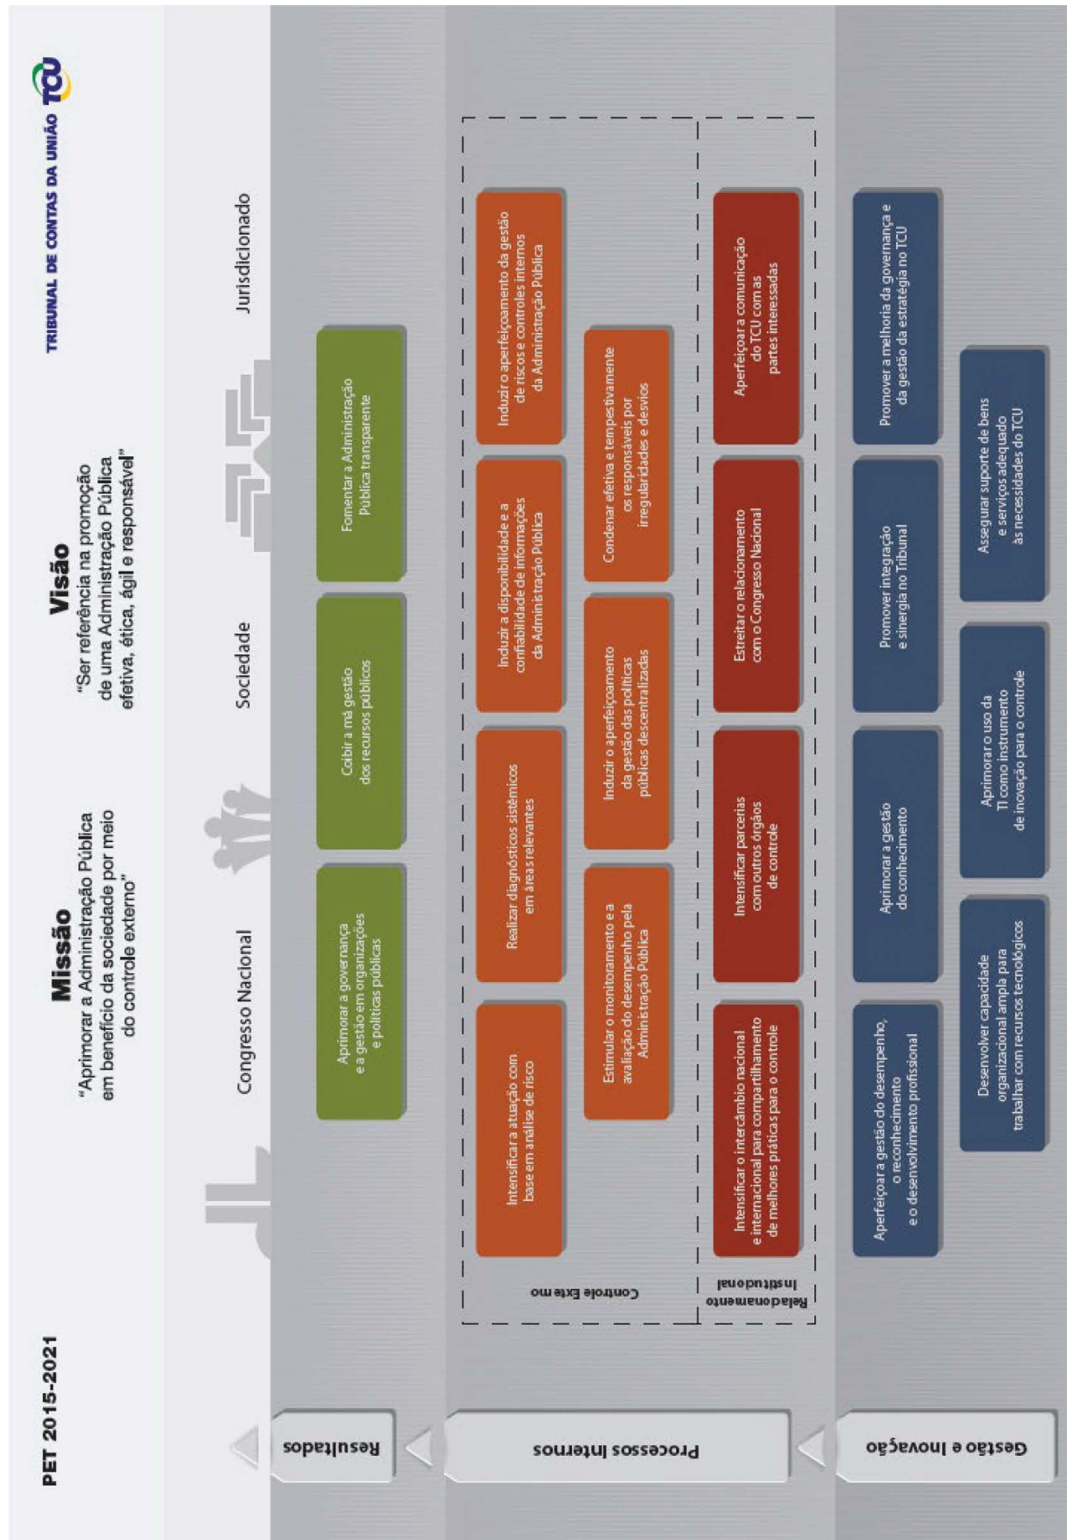 PET 2015-2021
Missão
“Aprimorar a Administração Pública
em benefício da sociedade por meio
do controle externo”
Visão
“Ser referência na promoção
de uma Administração Pública
efetiva, ética, ágil e responsável”
TRIBUNAL DE CONTAS DA UNIÃO TCU
Congresso Nacional
Sociedade
Jurisdicionado
Resultados
Aprimorar a governança
e a gestão em organizações
e políticas públicas
Coibir a má gestão
dos recursos públicos
Fomentar a Administração
Pública transparente
Processos Internos
Controle Externo
Intensificar a atuação com
base em análise de risco
Realizar diagnósticos sistêmicos
em áreas relevantes
Induzir a disponibilidade e a
confiabilidade de informações
da Administração Pública
Induzir o aperfeiçoamento da gestão
de riscos e controles internos
da Administração Pública
Estimular o monitoramento e a
avaliação do desempenho pela
Administração Pública
Induzir o aperfeiçoamento
da gestão das políticas
públicas descentralizadas
Condenar efetiva e tempestivamente
os responsáveis por
irregularidades e desvios
Relacionamento
Institucional
Intensificar o intercâmbio nacional
e internacional para compartilhamento
de melhores práticas para o controle
Intensificar parcerias
com outros órgãos
de controle
Estreitar o relacionamento
com o Congresso Nacional
Aperfeiçoar a comunicação
do TCU com as
partes interessadas
Gestão e Inovação
Aperfeiçoar a gestão do desempenho,
o reconhecimento
e o desenvolvimento profissional
Aprimorar a gestão
do conhecimento
Promover integração
e sinergia no Tribunal
Promover a melhoria da governança e
da gestão da estratégia no TCU
Desenvolver capacidade
organizacional ampla para
trabalhar com recursos tecnológicos
Aprimorar o uso da
TI como instrumento
de inovação para o controle
Assegurar suporte de bens
e serviços adequado
às necessidades do TCU